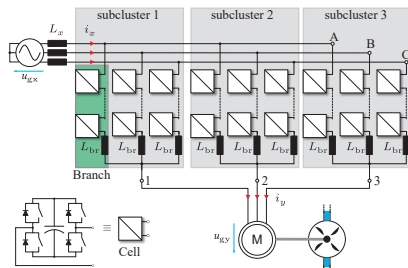 subcluster 1 subcluster 2 subcluster 3
L_x i_x A
B
C
u_gx
L_br L_br L_br L_br L_br L_br L_br L_br L_br
Branch
1 2 3
i_y
≡
Cell
u_gy M